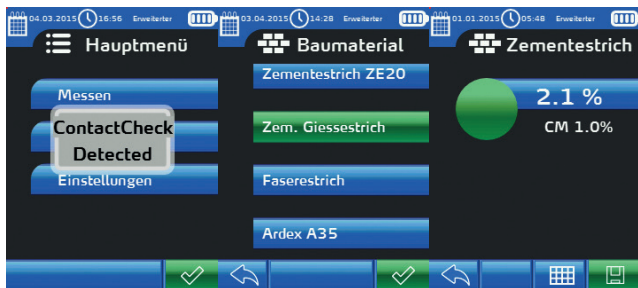 04.03.2015 16:56 Erweiterter
Hauptmenü
Messen
ContactCheck
Detected
Einstellungen
03.04.2015 14:28 Erweiterter
Baumaterial
Zementestrich ZE20
Zem. Giessestrich
Faserestrich
Ardex A35
01.01.2015 05:48 Erweiterter
Zementestrich
2.1 %
CM 1.0%